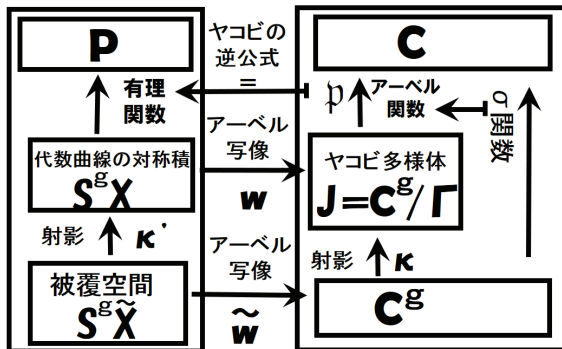 P
ヤコビの
逆公式
=
C
有理
関数
𝔭
アーベル
関数
σ関数
代数曲線の対称積
SᵍX
アーベル
写像
w
ヤコビ多様体
J=Cᵍ/Γ
射影
κ'
アーベル
写像
w̃
射影
κ
被覆空間
SᵍX̃
Cᵍ